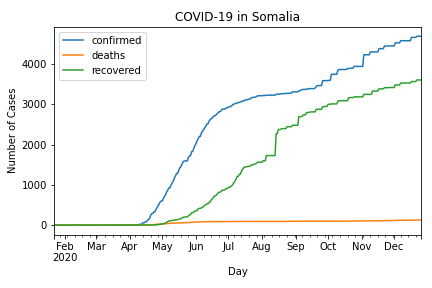 COVID-19 in Somalia
confirmed
deaths
recovered
Number of Cases
4000
3000
2000
1000
0
Feb Mar Apr May Jun Jul Aug Sep Oct Nov Dec
2020
Day